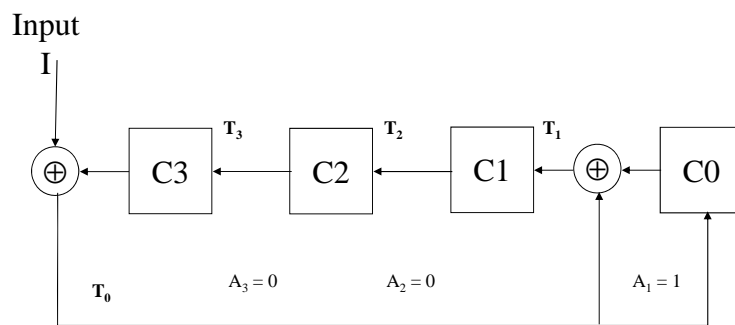 Input
I
T₃
T₂
T₁
⊕
C3
C2
C1
⊕
C0
T₀
A₃ = 0
A₂ = 0
A₁ = 1